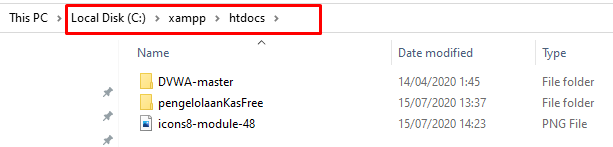 This PC > Local Disk (C:) > xampp > htdocs >
Name Date modified Type
DVWA-master 14/04/2020 1:45 File folder
pengelolaanKasFree 15/07/2020 13:37 File folder
icons8-module-48 15/07/2020 14:23 PNG File